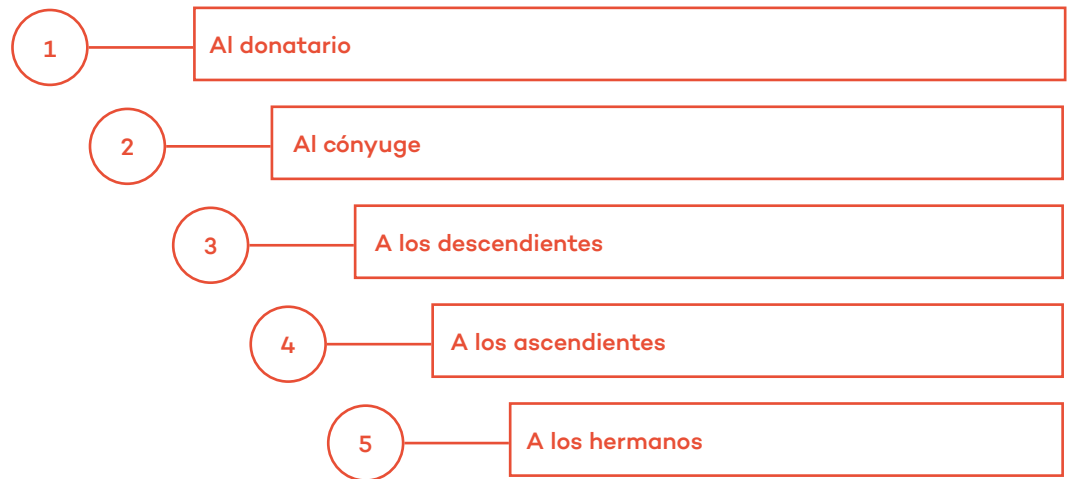 1
Al donatario
2
Al cónyuge
3
A los descendientes
4
A los ascendientes
5
A los hermanos